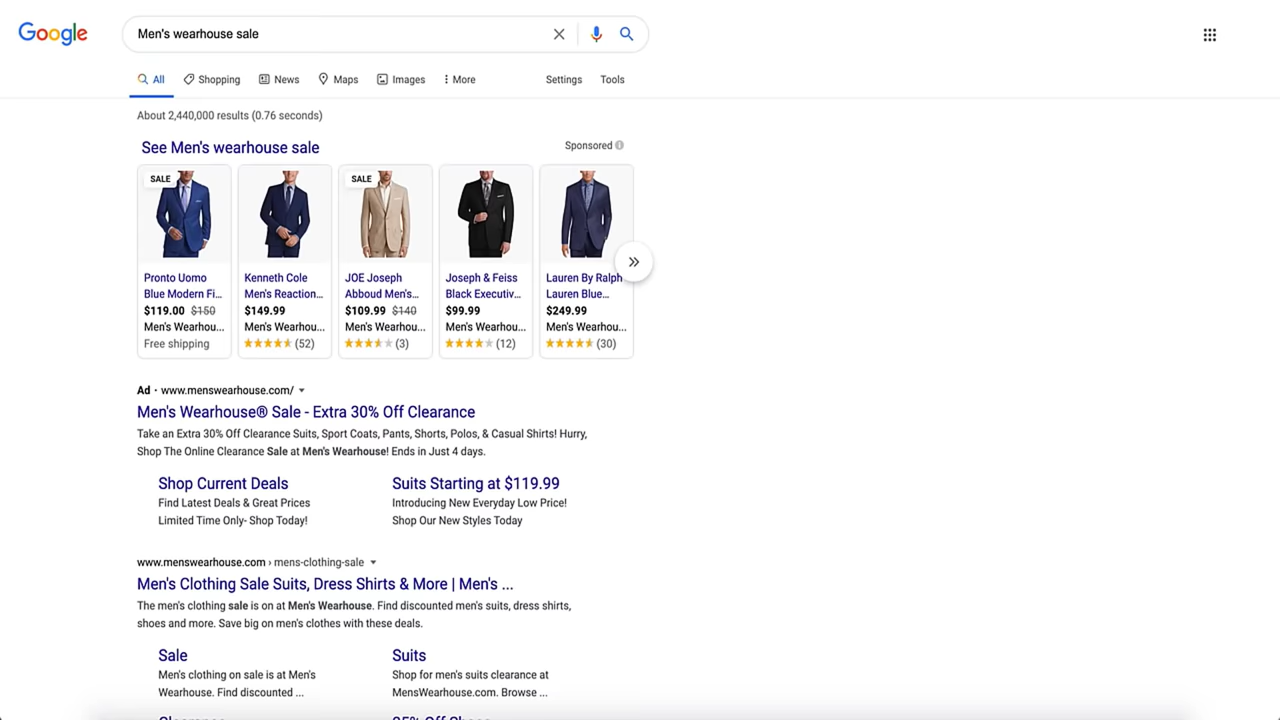 Google
Men's wearhouse sale
All
Shopping
News
Maps
Images
More
Settings
Tools
About 2,440,000 results (0.76 seconds)
See Men's wearhouse sale
Sponsored
SALE
Pronto Uomo
Blue Modern Fi...
$119.00 $150
Men's Wearhou...
Free shipping
Kenneth Cole
Men's Reaction...
$149.99
Men's Wearhou...
(52)
SALE
JOE Joseph
Abboud Men's...
$109.99 $140
Men's Wearhou...
(3)
Joseph & Feiss
Black Executiv...
$99.99
Men's Wearhou...
(12)
Lauren By Ralph
Lauren Blue...
$249.99
Men's Wearhou...
(30)
Ad · www.menswearhouse.com/
Men's Wearhouse® Sale - Extra 30% Off Clearance
Take an Extra 30% Off Clearance Suits, Sport Coats, Pants, Shorts, Polos, & Casual Shirts! Hurry,
Shop The Online Clearance Sale at Men's Wearhouse! Ends in Just 4 days.
Shop Current Deals
Find Latest Deals & Great Prices
Limited Time Only- Shop Today!
Suits Starting at $119.99
Introducing New Everyday Low Price!
Shop Our New Styles Today
www.menswearhouse.com › mens-clothing-sale
Men's Clothing Sale Suits, Dress Shirts & More | Men's ...
The men's clothing sale is on at Men's Wearhouse. Find discounted men's suits, dress shirts,
shoes and more. Save big on men's clothes with these deals.
Sale
Men's clothing on sale is at Men's
Wearhouse. Find discounted ...
Suits
Shop for men's suits clearance at
MensWearhouse.com. Browse ...